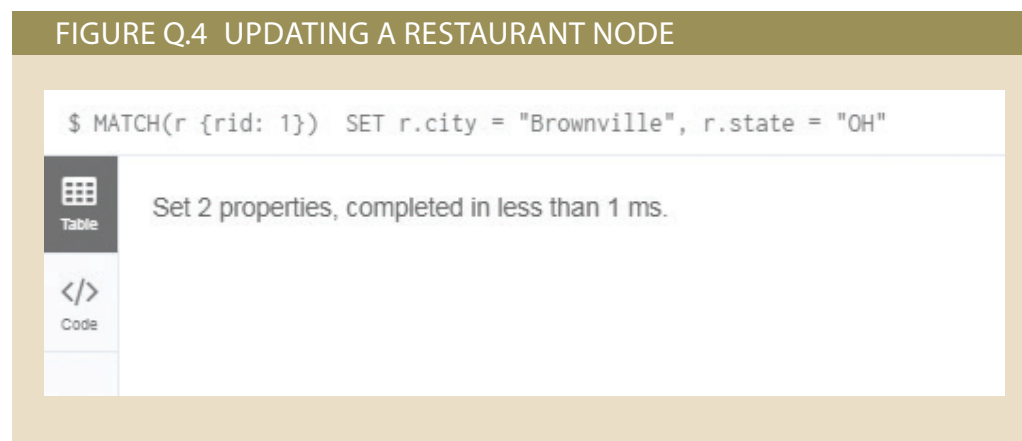 FIGURE Q.4 UPDATING A RESTAURANT NODE
$ MATCH(r {rid: 1}) SET r.city = "Brownville", r.state = "OH"
Table
Set 2 properties, completed in less than 1 ms.
</>
Code